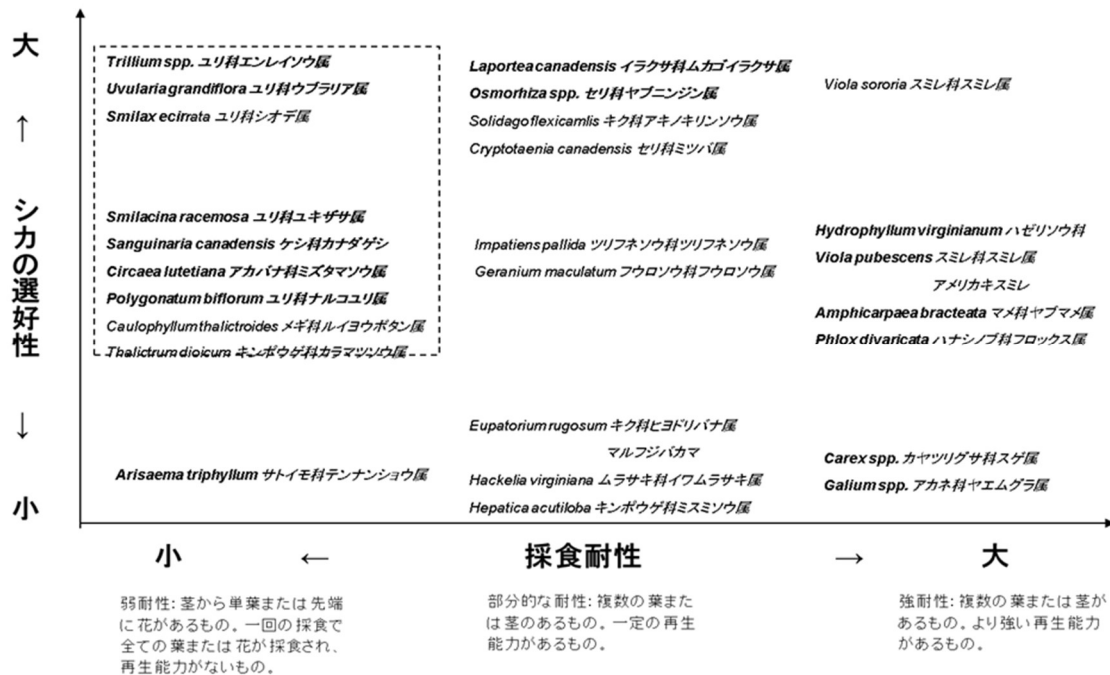 大
↑
シカの選好性
↓
小
Trillium spp. ユリ科エンレイソウ属
Uvularia grandiflora ユリ科ウブラリア属
Smilax ecirrata ユリ科シオデ属
Smilacina racemosa ユリ科ユキザサ属
Sanguinaria canadensis ケシ科カナダゲシ
Circaea lutetiana アカバナ科ミズタマソウ属
Polygonatum biflorum ユリ科ナルコユリ属
Caulophyllum thalictroides メギ科ルイヨウボタン属
Thalictrum dioicum キンポウゲ科カラマツソウ属
Arisaema triphyllum サトイモ科テンナンショウ属
Laportea canadensis イラクサ科ムカゴイラクサ属
Osmorhiza spp. セリ科ヤブニンジン属
Solidago flexicamlis キク科アキノキリンソウ属
Cryptotaenia canadensis セリ科ミツバ属
Impatiens pallida ツリフネソウ科ツリフネソウ属
Geranium maculatum フウロソウ科フウロソウ属
Eupatorium rugosum キク科ヒヨドリバナ属
マルフジバカマ
Hackelia virginiana ムラサキ科イワムラサキ属
Hepatica acutiloba キンポウゲ科ミスミソウ属
Viola sororia スミレ科スミレ属
Hydrophyllum virginianum ハゼリソウ科
Viola pubescens スミレ科スミレ属
アメリカキスミレ
Amphicarpaea bracteata マメ科ヤブマメ属
Phlox divaricata ハナシノブ科フロックス属
Carex spp. カヤツリグサ科スゲ属
Galium spp. アカネ科ヤエムグラ属
小 ← 採食耐性 → 大
弱耐性: 茎から単葉または先端
に花があるもの。一回の採食で
全ての葉または花が採食され、
再生能力がないもの。
部分的な耐性: 複数の葉また
は茎のあるもの。一定の再生
能力があるもの。
強耐性: 複数の葉または茎が
あるもの。より強い再生能力
があるもの。